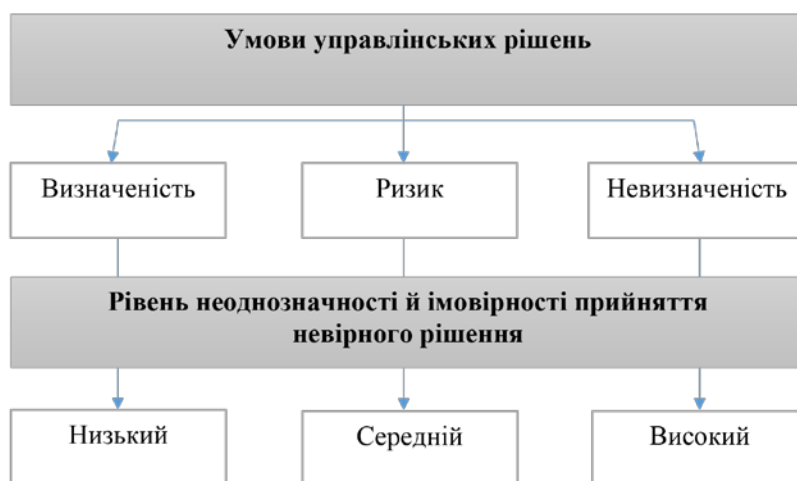 Умови управлінських рішень
Визначеність
Ризик
Невизначеність
Рівень неоднозначності й імовірності прийняття
невірного рішення
Низький
Середній
Високий